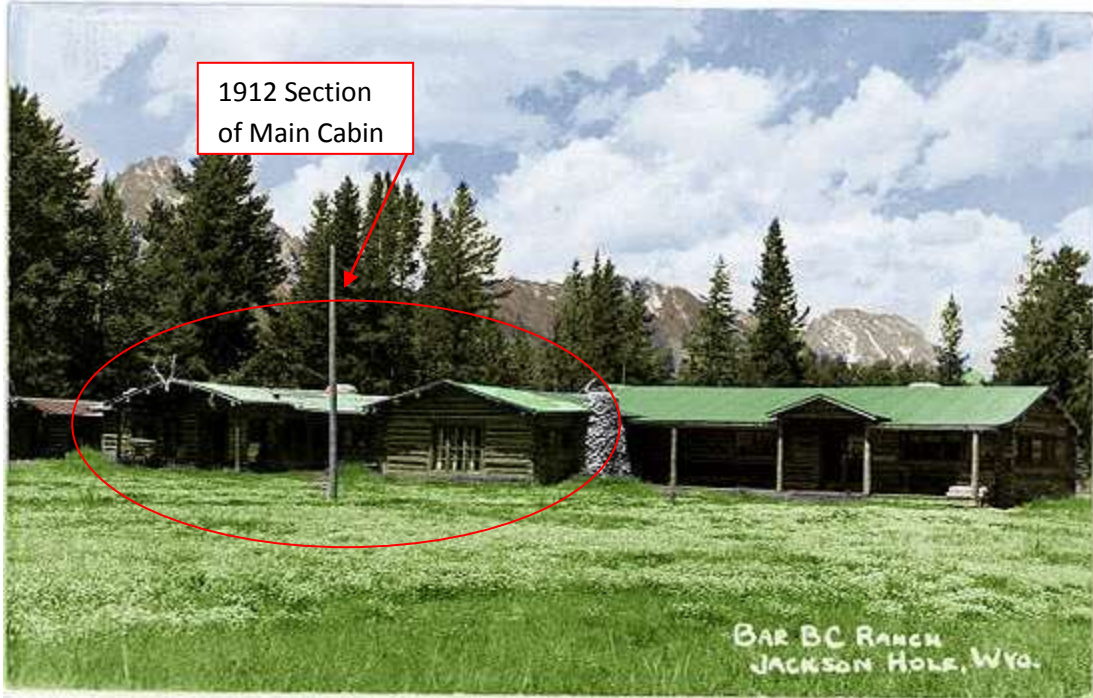 1912 Section
of Main Cabin
BAR BC RANCH
JACKSON HOLE, WYO.